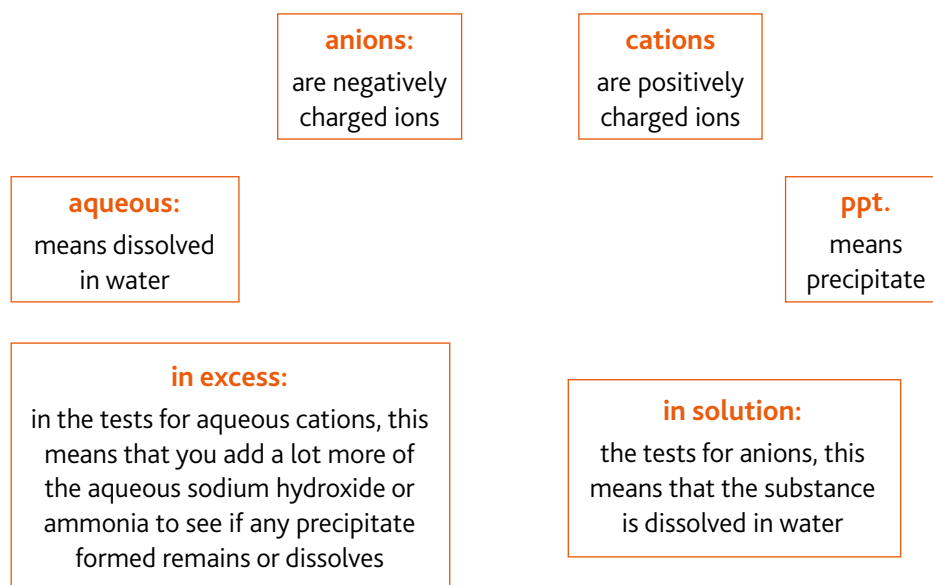 anions:
are negatively
charged ions
cations
are positively
charged ions
aqueous:
means dissolved
in water
ppt.
means
precipitate
in excess:
in the tests for aqueous cations, this
means that you add a lot more of
the aqueous sodium hydroxide or
ammonia to see if any precipitate
formed remains or dissolves
in solution:
the tests for anions, this
means that the substance
is dissolved in water